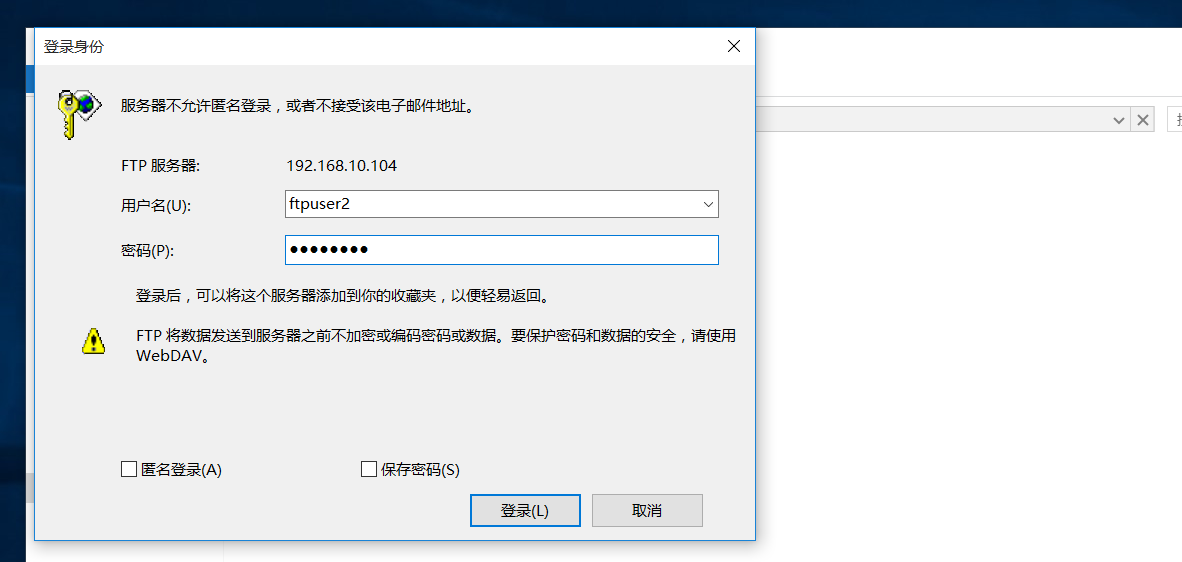 登录身份
服务器不允许匿名登录，或者不接受该电子邮件地址。
FTP 服务器:
192.168.10.104
用户名(U):
ftpuser2
密码(P):
●●●●●●●●
登录后，可以将这个服务器添加到你的收藏夹，以便轻易返回。
FTP 将数据发送到服务器之前不加密或编码密码或数据。要保护密码和数据的安全，请使用
WebDAV。
匿名登录(A)
保存密码(S)
登录(L)
取消